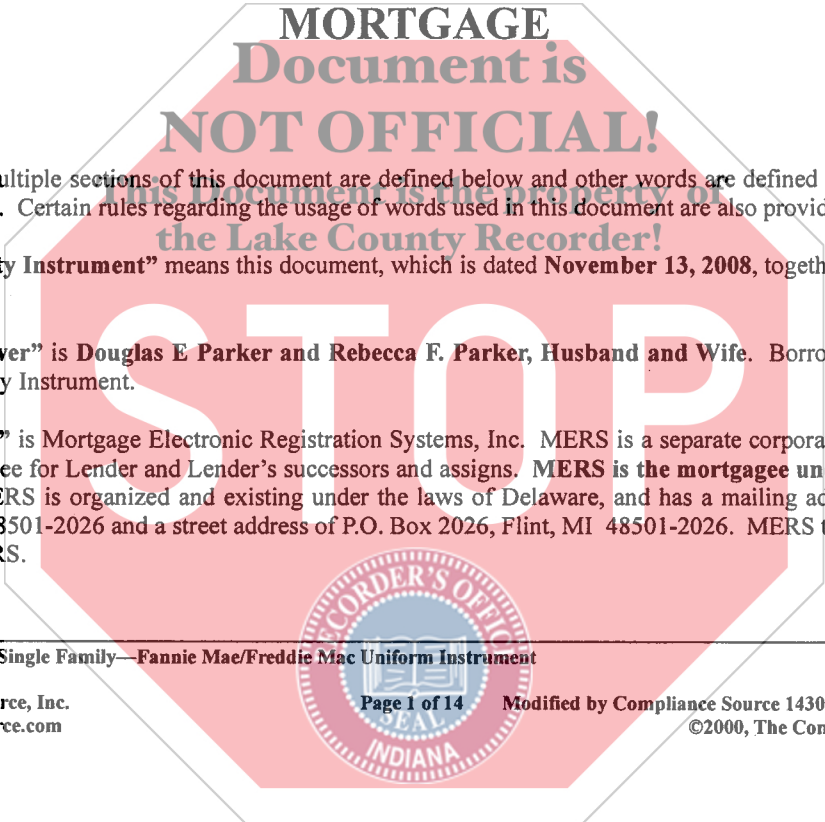 MORTGAGE
Document is
NOT OFFICIAL!
ultiple sections of this document are defined below and other words are defined
This Document is the property of
. Certain rules regarding the usage of words used in this document are also provid
the Lake County Recorder!
ty Instrument” means this document, which is dated November 13, 2008, togeth
ver” is Douglas E Parker and Rebecca F. Parker, Husband and Wife. Borro
y Instrument.
” is Mortgage Electronic Registration Systems, Inc. MERS is a separate corpora
ee for Lender and Lender’s successors and assigns. MERS is the mortgagee un
ERS is organized and existing under the laws of Delaware, and has a mailing ad
8501-2026 and a street address of P.O. Box 2026, Flint, MI 48501-2026. MERS t
RS.
STOP
RECORDER'S OFFICE
SEAL
INDIANA
Single Family—Fannie Mae/Freddie Mac Uniform Instrument
rce, Inc. Page 1 of 14 Modified by Compliance Source 1430
rce.com ©2000, The Com